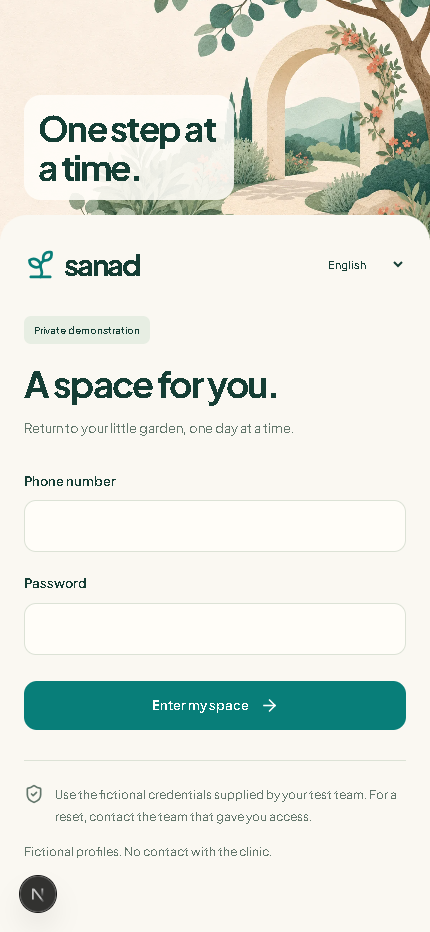 One step at
a time.
sanad
English
Private demonstration
A space for you.
Return to your little garden, one day at a time.
Phone number
Password
Enter my space
Use the fictional credentials supplied by your test team. For a
reset, contact the team that gave you access.
Fictional profiles. No contact with the clinic.
N